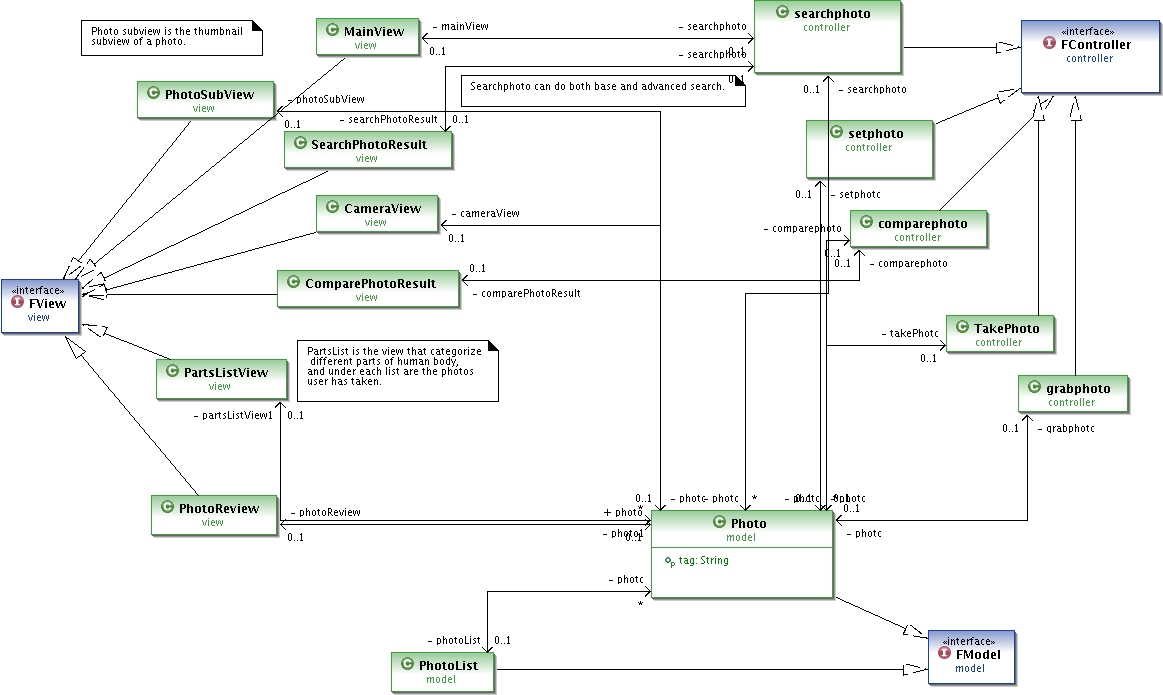 Photo subview is the thumbnail
subview of a photo.
MainView
view
- mainView
0..1
- searchphoto
0..1
- searchphoto
0..1
searchphoto
controller
«interface»
FController
controller
PhotoSubView
view
- photoSubView
0..1
Searchphoto can do both base and advanced search.
- searchPhotoResult
0..1
SearchPhotoResult
view
0..1
- searchphoto
setphoto
controller
0..1
- setphoto
CameraView
view
- cameraView
0..1
comparephoto
controller
- comparephoto
0..1
0..1
- comparephoto
ComparePhotoResult
view
0..1
- comparePhotoResult
«interface»
FView
view
PartsList is the view that categorize
different parts of human body,
and under each list are the photos
user has taken.
TakePhoto
controller
- takePhoto
0..1
PartsListView
view
- partsListView1
0..1
grabphoto
controller
0..1
- grabphoto
PhotoReview
view
- photoReview
0..1
0..1
- photo
- photo
*
- photo
- photo
0..1
+ photo
*
- photo1
0..1
0..1
- photo
Photo
model
tag: String
- photo
*
- photoList
0..1
PhotoList
model
«interface»
FModel
model